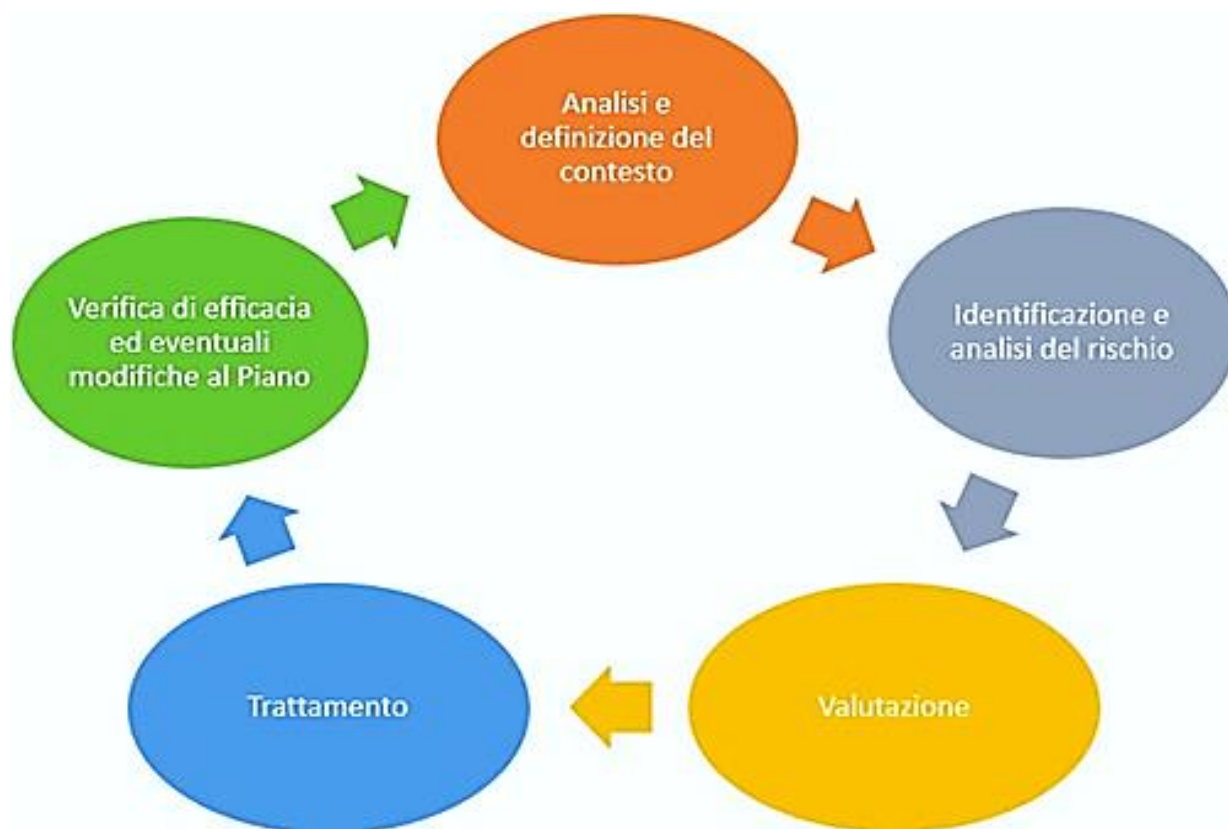 Analisi e
definizione del
contesto
Identificazione e
analisi del rischio
Valutazione
Trattamento
Verifica di efficacia
ed eventuali
modifiche al Piano